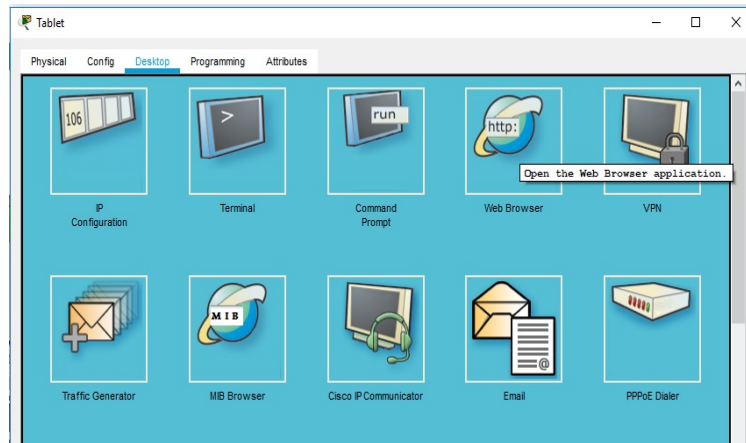 Tablet
Physical Config Desktop Programming Attributes
106
>
run
http:
Open the Web Browser application.
IP
Configuration
Terminal
Command
Prompt
Web Browser
VPN
MIB
@
Traffic Generator
MIB Browser
Cisco IP Communicator
Email
PPPoE Dialer